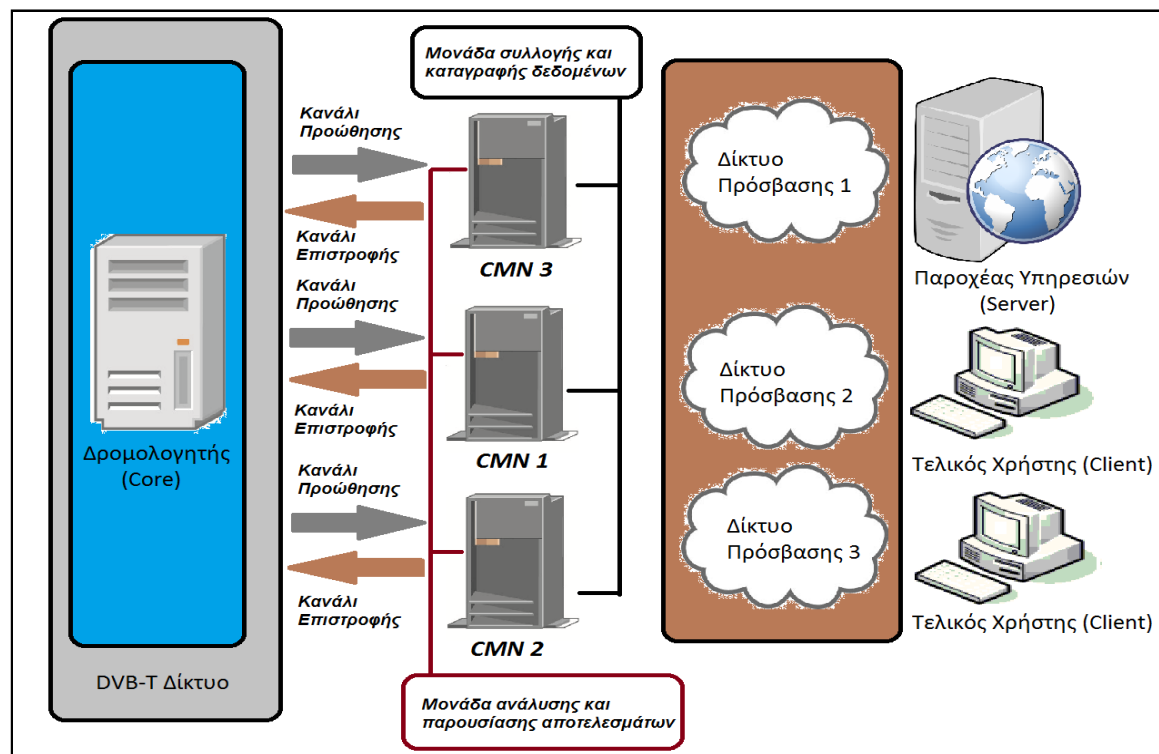 Μονάδα συλλογής και
καταγραφής δεδομένων
Κανάλι
Προώθησης
Κανάλι
Επιστροφής
CMN 3
Κανάλι
Προώθησης
Κανάλι
Επιστροφής
CMN 1
Κανάλι
Προώθησης
Κανάλι
Επιστροφής
CMN 2
Δρομολογητής
(Core)
DVB-T Δίκτυο
Μονάδα ανάλυσης και
παρουσίασης αποτελεσμάτων
Δίκτυο
Πρόσβασης 1
Δίκτυο
Πρόσβασης 2
Δίκτυο
Πρόσβασης 3
Παροχέας Υπηρεσιών
(Server)
Τελικός Χρήστης (Client)
Τελικός Χρήστης (Client)